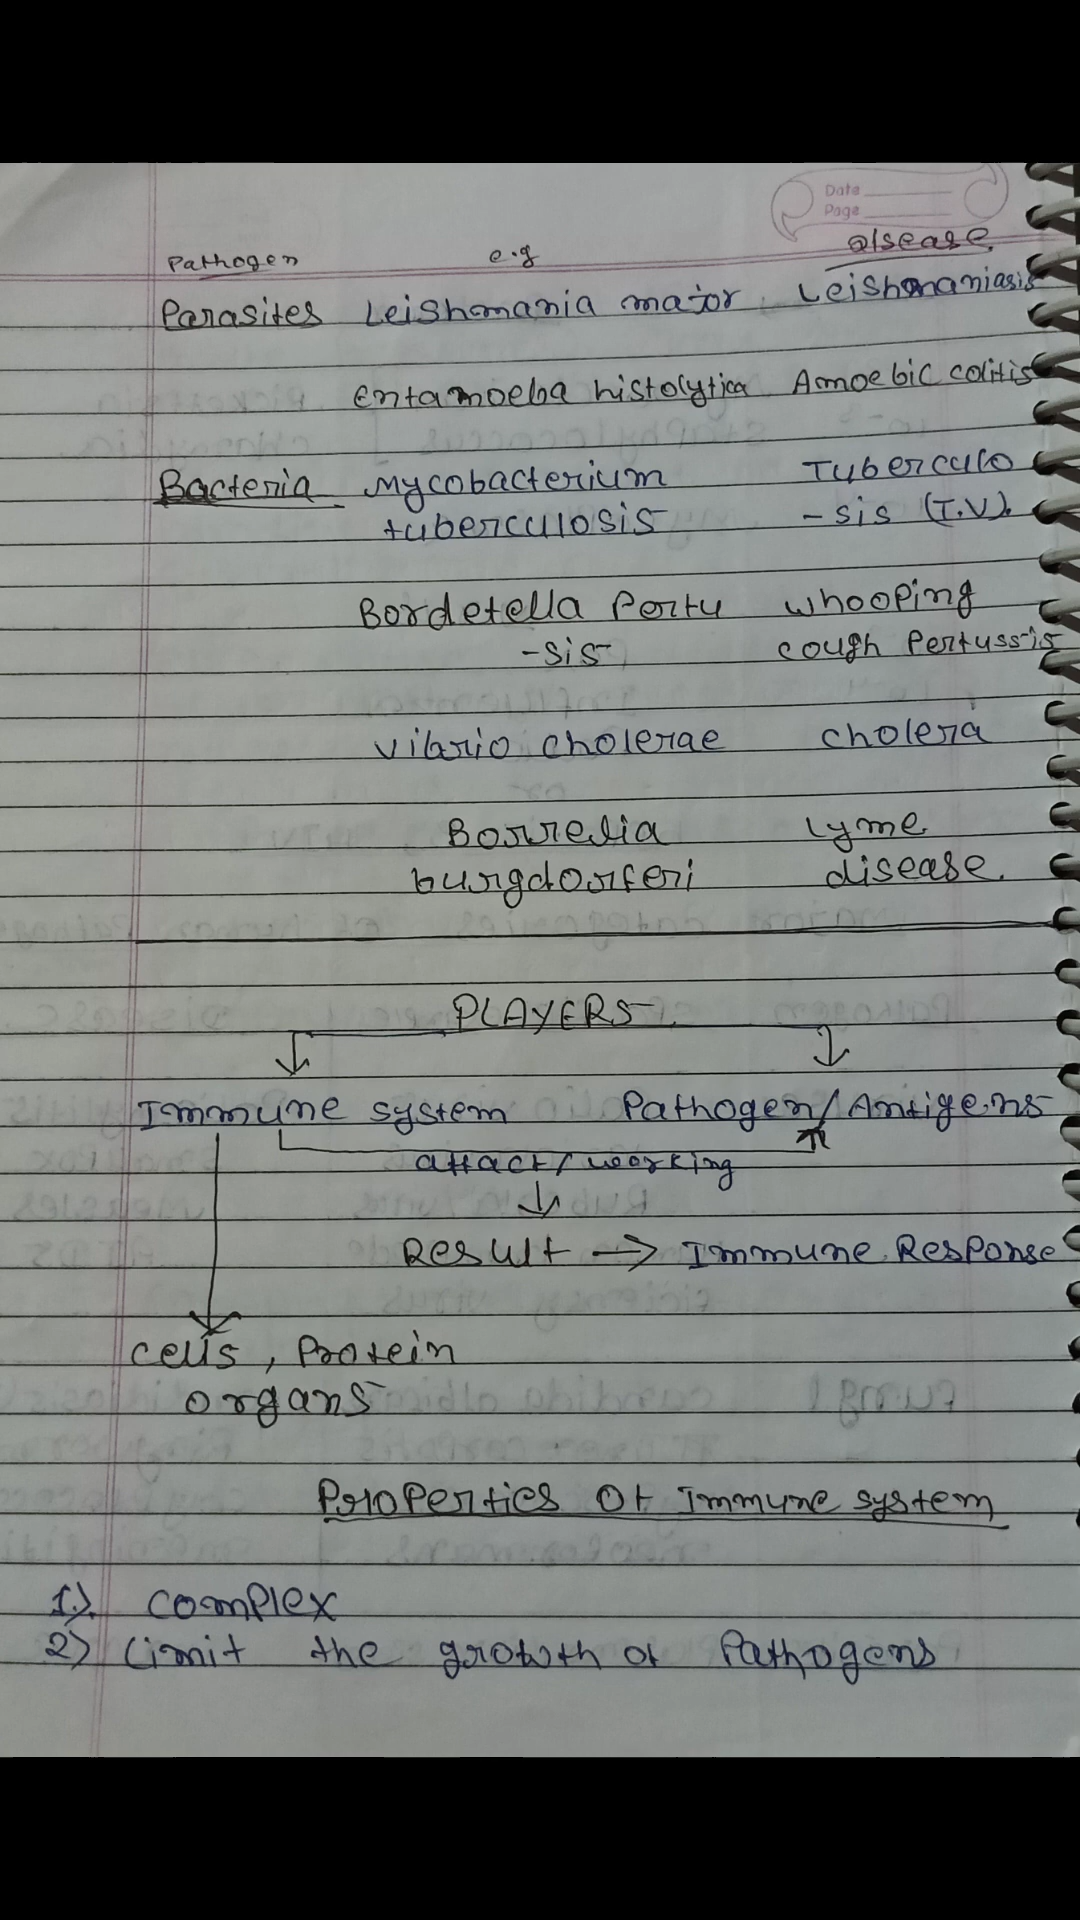 Date
Page
Pathogen e.g Disease
Parasites Leishmania major Leishmaniasis
Entamoeba histolytica Amoebic colitis
Bacteria Mycobacterium Tuberculo
tuberculosis -sis (T.V).
Bordetella Pertu whooping
-sis cough Pertussis
Vibrio cholerae cholera
Borrelia Lyme
burgdorferi disease.
PLAYERS
Immune system Pathogen/Antigens
attact/working
Result → Immune Response
cells, Protein
organs
Properties Of Immune system
1). Complex
2) Limit the growth of Pathogens